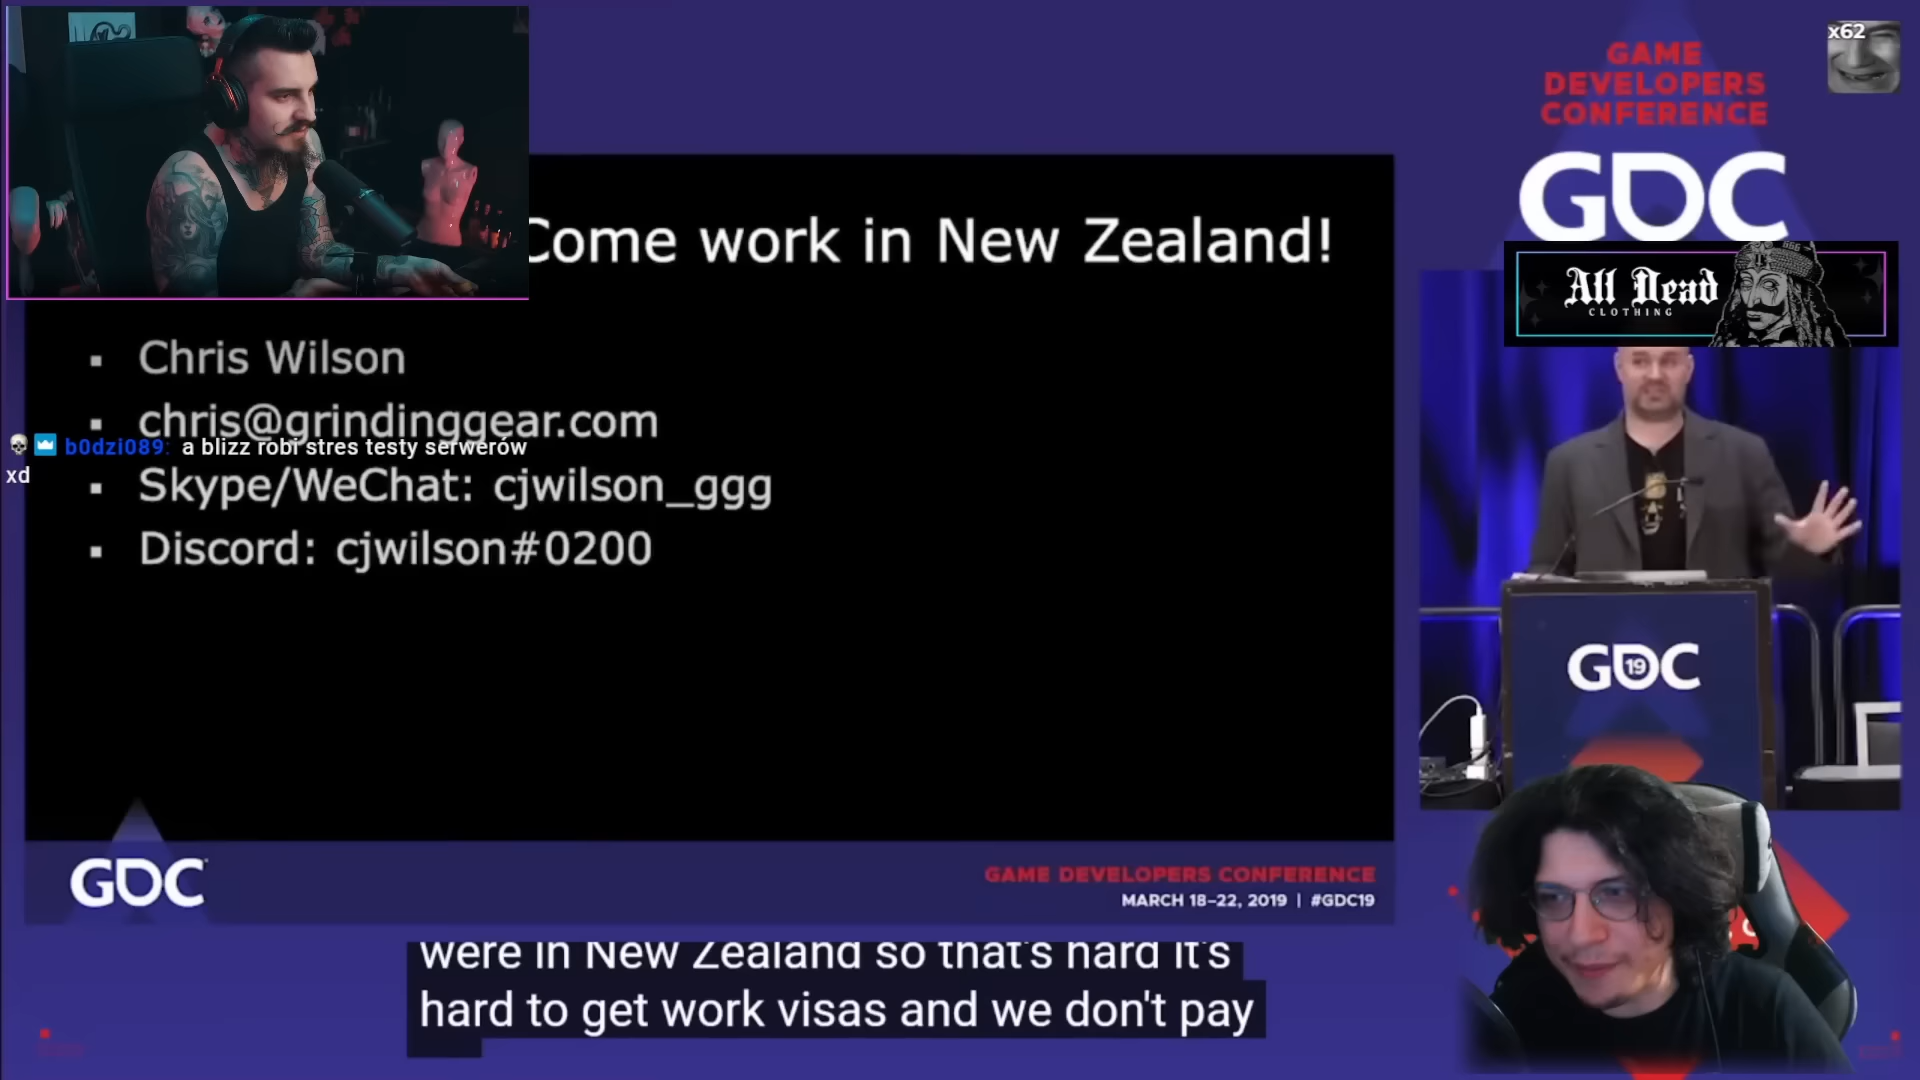 x62
GAME
DEVELOPERS
CONFERENCE
GDC
All Dead
CLOTHING
Come work in New Zealand!
▪ Chris Wilson
▪ chris@grindinggear.com
b0dzi089: a blizz robi stres testy serwerów
xd
▪ Skype/WeChat: cjwilson_ggg
▪ Discord: cjwilson#0200
GDC 19
GDC
GAME DEVELOPERS CONFERENCE
MARCH 18-22, 2019 | #GDC19
were in New Zealand so that's hard it's
hard to get work visas and we don't pay